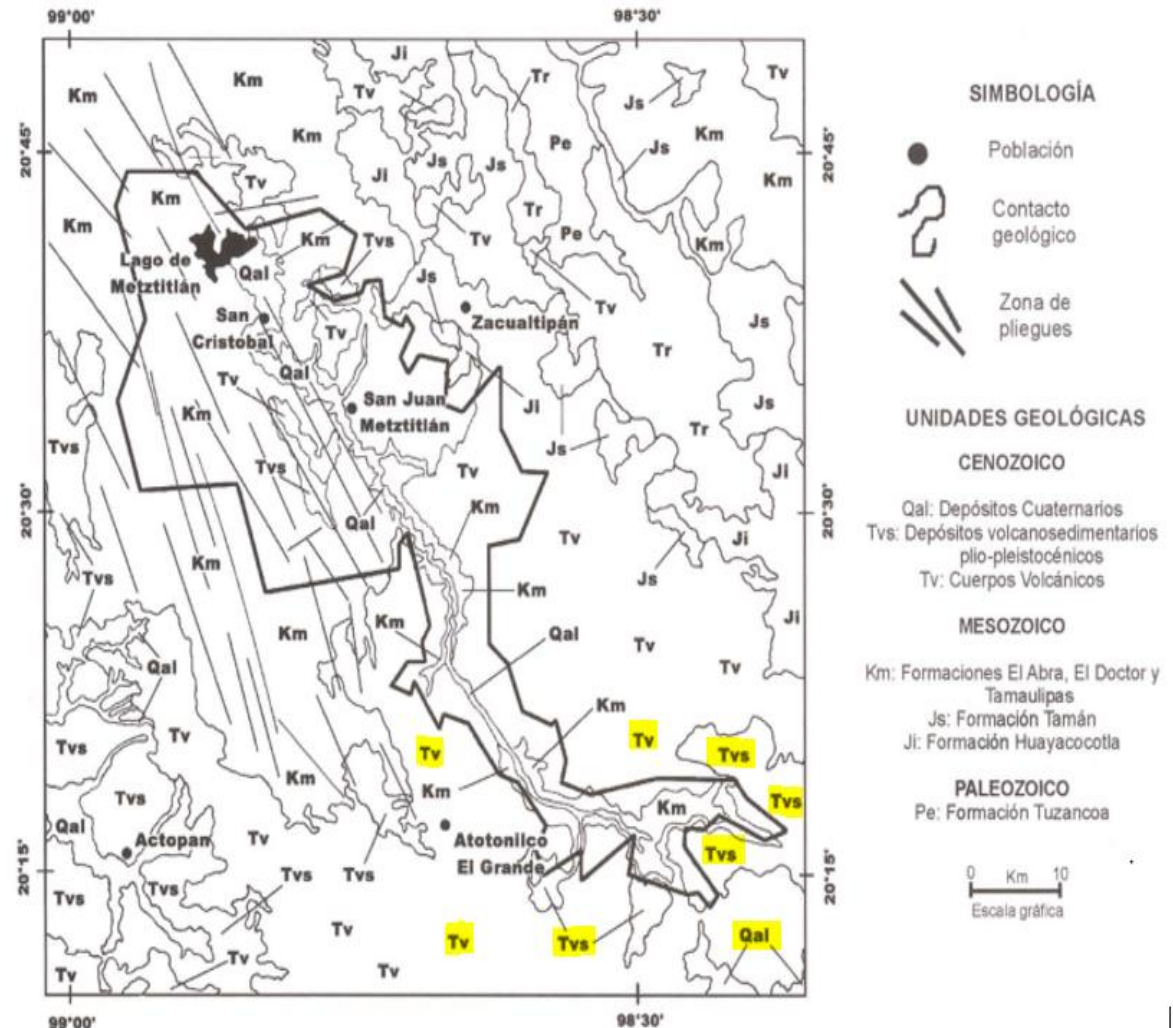 99°00'
98°30'
Ji
Tv
Km
Km
Tv
Tr
Js
20°45'
Km
Js
Js
Pe
Js
Km
20°45'
Ji
Km
Km
Tv
Tr
Km
Km
Tvs
Tv
Pe
Km
Lago de
Metztitlán
Qal
Js
Tv
San
Cristobal
Tv
Zacualtipán
Js
Tr
Qal
Tv
San Juan
Metztitlán
Ji
Js
Km
Js
Tr
Tvs
Tvs
Tv
Ji
20°30'
Qal
Km
20°30'
Tv
Ji
Km
Tvs
Js
Km
Ji
Km
Km
Qal
Tv
Qal
Tv
Km
Tv
Tvs
Tv
Tv
Tvs
Km
Tvs
Km
Km
Tvs
Qal
Actopan
Tv
Atotonilco
El Grande
Tvs
20°15'
Tvs
Tvs
20°15'
Tvs
Tvs
Tv
Tv
Tvs
Qal
Tv
Tv
Tv
99°00'
98°30'
SIMBOLOGÍA
Población
Contacto
geológico
Zona de
pliegues
UNIDADES GEOLÓGICAS
CENOZOICO
Qal: Depósitos Cuaternarios
Tvs: Depósitos volcanosedimentarios
plio-pleistocénicos
Tv: Cuerpos Volcánicos
MESOZOICO
Km: Formaciones El Abra, El Doctor y
Tamaulipas
Js: Formación Tamán
Ji: Formación Huayacocotla
PALEOZOICO
Pe: Formación Tuzancoa
0 Km 10
Escala gráfica